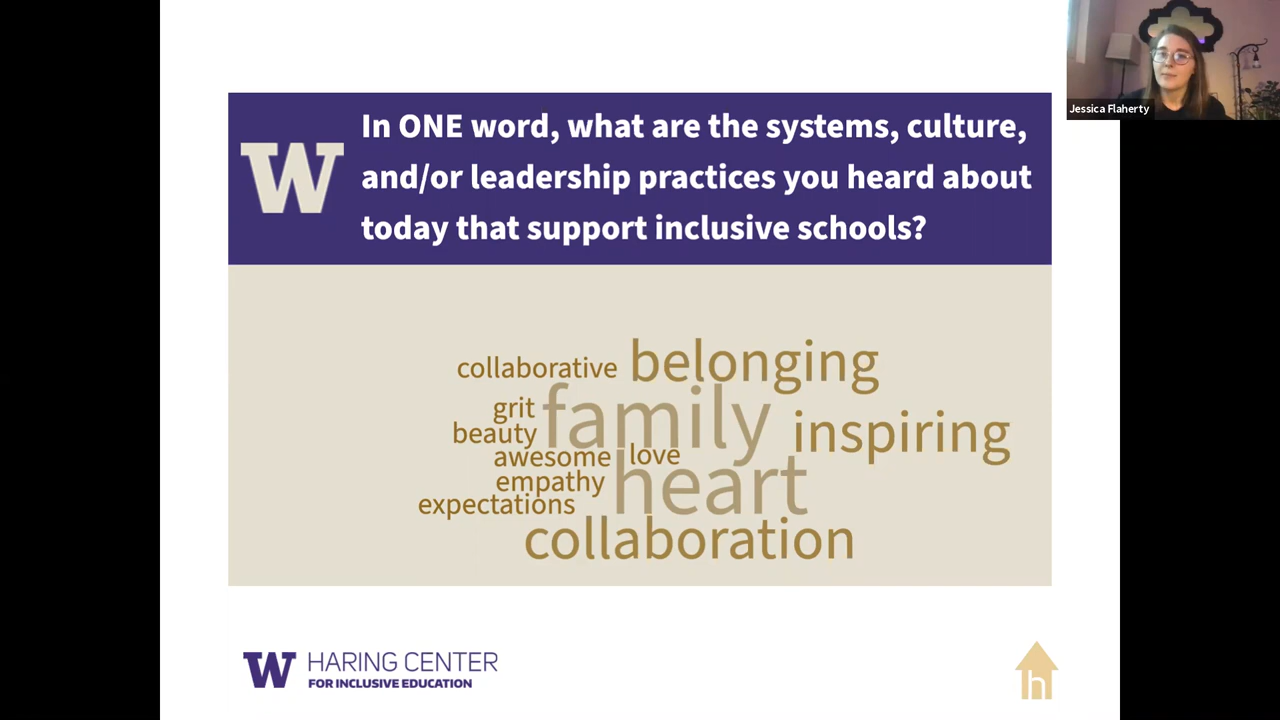 Jessica Flaherty
W
In ONE word, what are the systems, culture,
and/or leadership practices you heard about
today that support inclusive schools?
collaborative belonging
grit family
beauty inspiring
awesome love
empathy heart
expectations
collaboration
W HARING CENTER
FOR INCLUSIVE EDUCATION
h